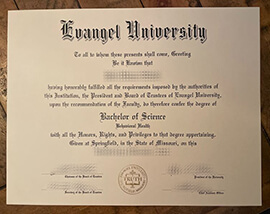 Evangel University
To all to whom these presents shall come, Greeting
Be it Known that
having honorably fulfilled all the requirements imposed by the authorities of
this Institution, the President and Board of Trustees of Evangel University,
upon the recommendation of the Faculty, do therefore confer the degree of
Bachelor of Science
Behavioral Health
with all the Honors, Rights, and Privileges to that degree appertaining.
Given at Springfield, in the State of Missouri, on this